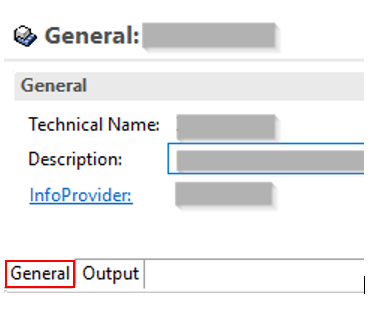 General:
General
Technical Name:
Description:
InfoProvider:
General Output